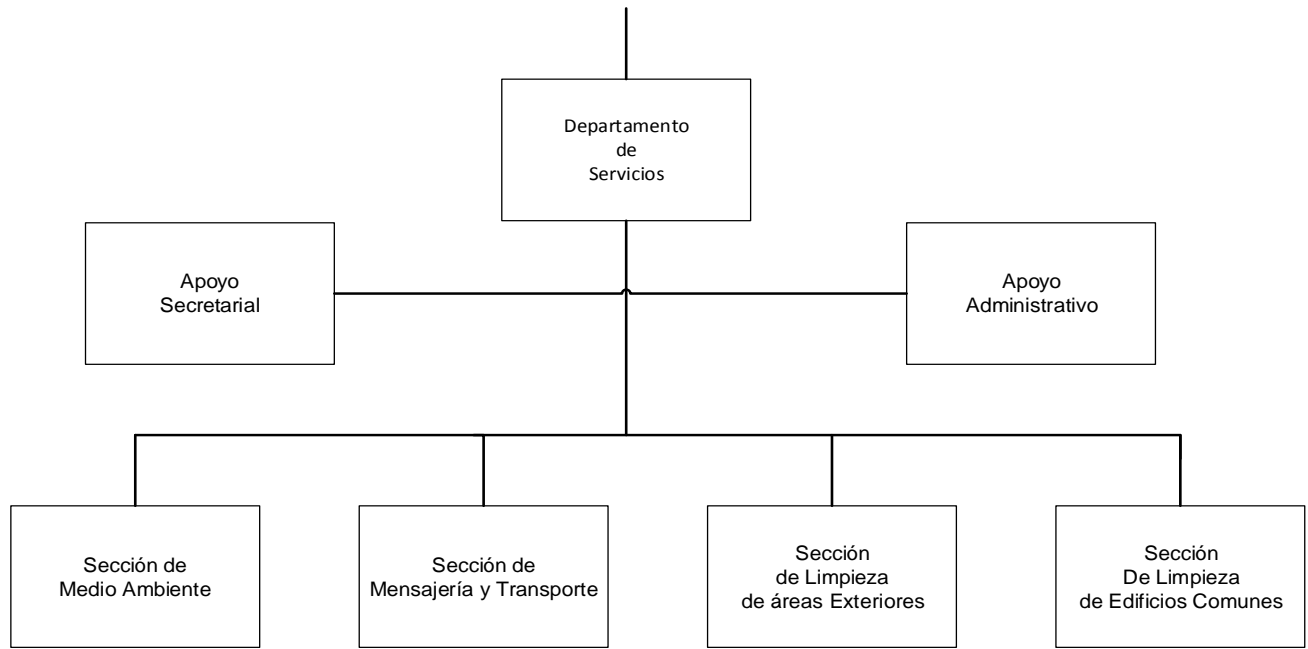 Departamento
de
Servicios
Apoyo
Secretarial
Apoyo
Administrativo
Sección de
Medio Ambiente
Sección de
Mensajería y Transporte
Sección
de Limpieza
de áreas Exteriores
Sección
De Limpieza
de Edificios Comunes